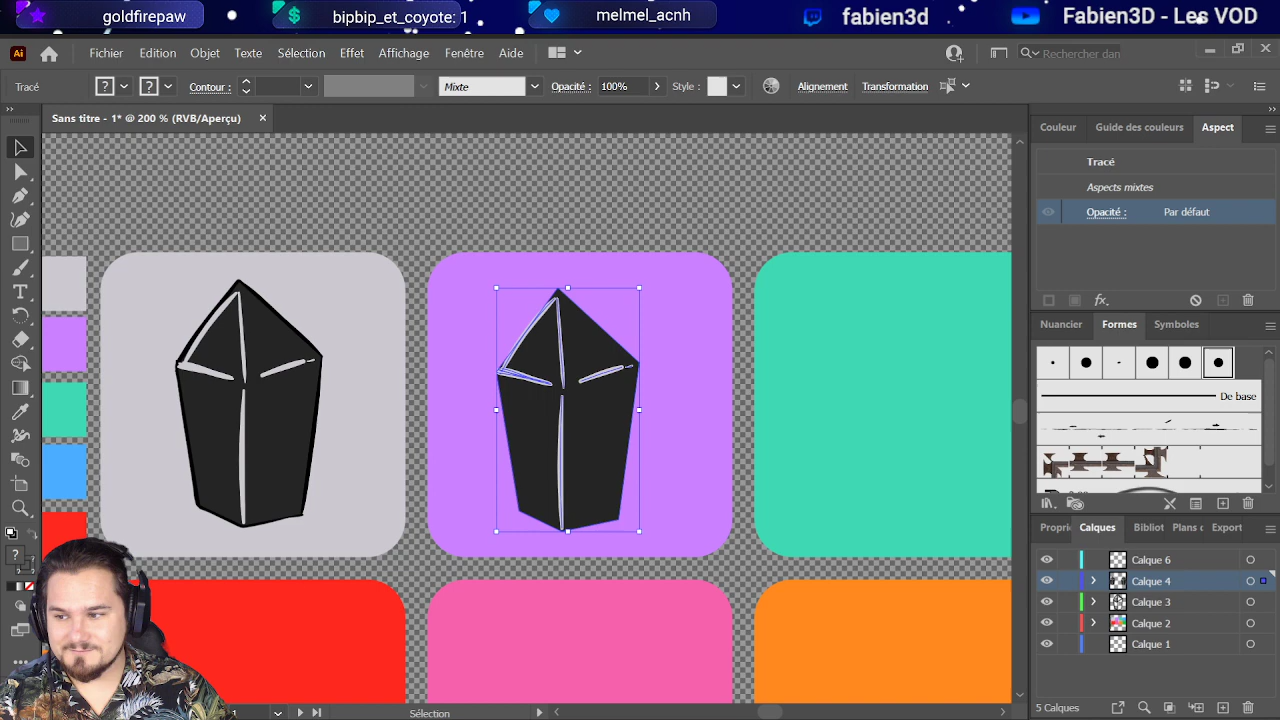 goldfirepaw
bipbip_et_coyote: 1
melmel_acnh
fabien3d
Fabien3D - Les VOD
Ai
Fichier Edition Objet Texte Sélection Effet Affichage Fenêtre Aide
Rechercher dan
Tracé
?
?
Contour :
Mixte
Opacité : 100%
Style :
Alignement
Transformation
Sans titre - 1* @ 200 % (RVB/Aperçu)
Couleur Guide des couleurs Aspect
Tracé
Aspects mixtes
Opacité : Par défaut
fx
Nuancier Formes Symboles
De base
Proprié Calques Bibliot Plans c Export
Calque 6
Calque 4
Calque 3
Calque 2
Calque 1
5 Calques
Sélection